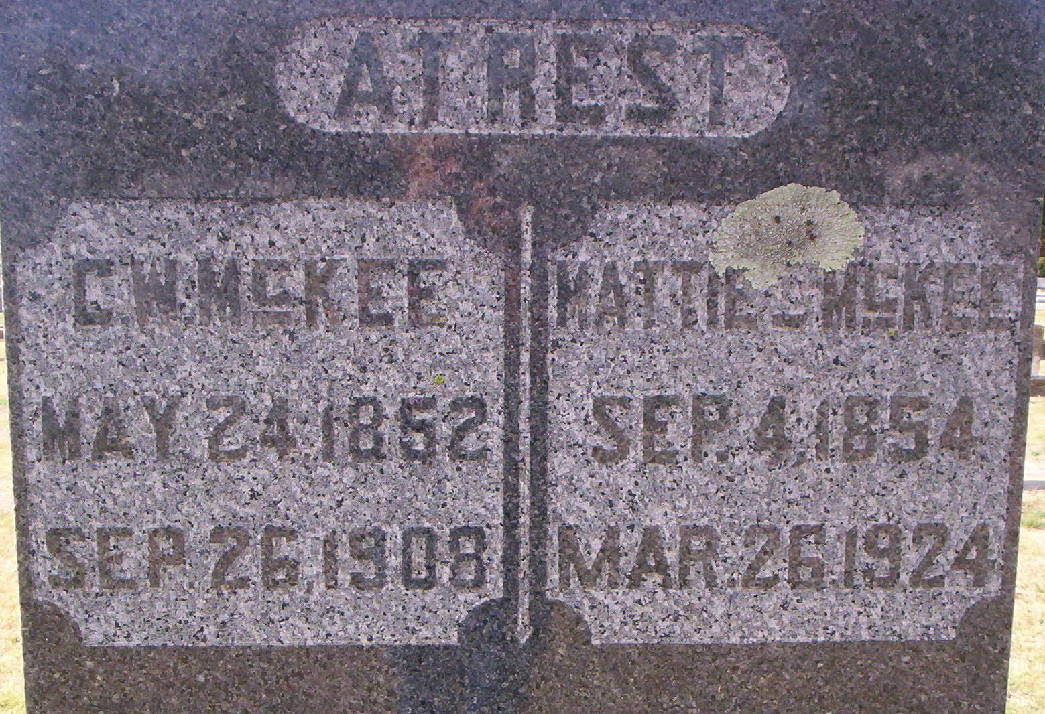 AT REST
C.W. McKEE
MAY 24, 1852
SEP. 26, 1908
MATTIE McKEE
SEP. 4, 1854
MAR. 26, 1924